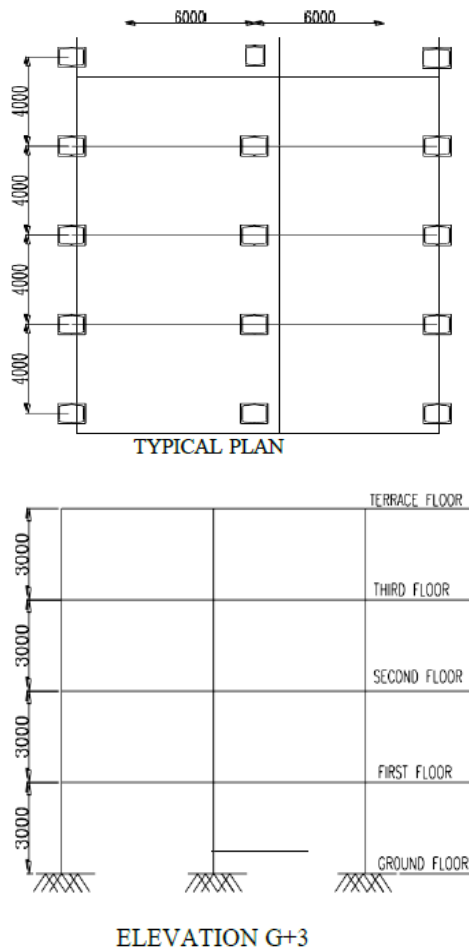 6000 6000
4000
4000
4000
4000
TYPICAL PLAN
TERRACE FLOOR
3000
THIRD FLOOR
3000
SECOND FLOOR
3000
FIRST FLOOR
3000
GROUND FLOOR
ELEVATION G+3